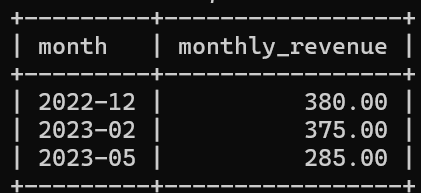 +---------+-----------------+
| month   | monthly_revenue |
+---------+-----------------+
| 2022-12 |          380.00 |
| 2023-02 |          375.00 |
| 2023-05 |          285.00 |
+---------+-----------------+